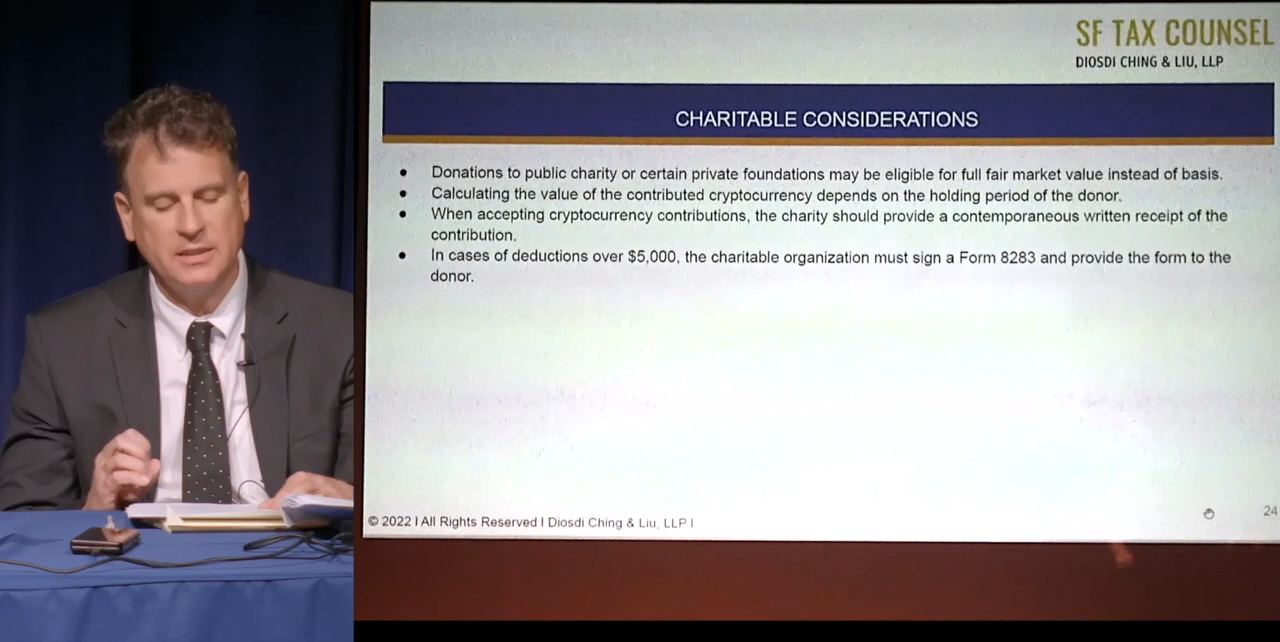 SF TAX COUNSEL
DIOSDI CHING & LIU, LLP
CHARITABLE CONSIDERATIONS
● Donations to public charity or certain private foundations may be eligible for full fair market value instead of basis.
● Calculating the value of the contributed cryptocurrency depends on the holding period of the donor.
● When accepting cryptocurrency contributions, the charity should provide a contemporaneous written receipt of the
contribution.
● In cases of deductions over $5,000, the charitable organization must sign a Form 8283 and provide the form to the
donor.
© 2022 I All Rights Reserved I Diosdi Ching & Liu, LLP I
24